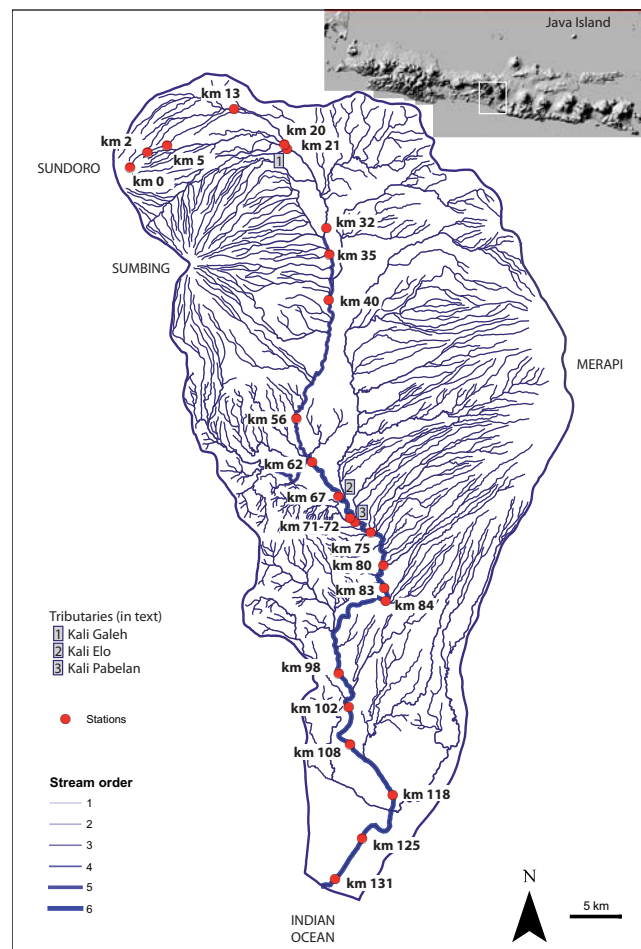 Java Island
km 13
km 2
km 20
km 5
km 21
1
SUNDORO
km 0
km 32
km 35
SUMBING
km 40
MERAPI
km 56
km 62
2
km 67
3
km 71-72
km 75
km 80
km 83
km 84
Tributaries (in text)
1 Kali Galeh
2 Kali Elo
3 Kali Pabelan
km 98
km 102
Stations
km 108
Stream order
km 118
1
2
3
4
5
6
km 125
km 131
N
5 km
INDIAN
OCEAN